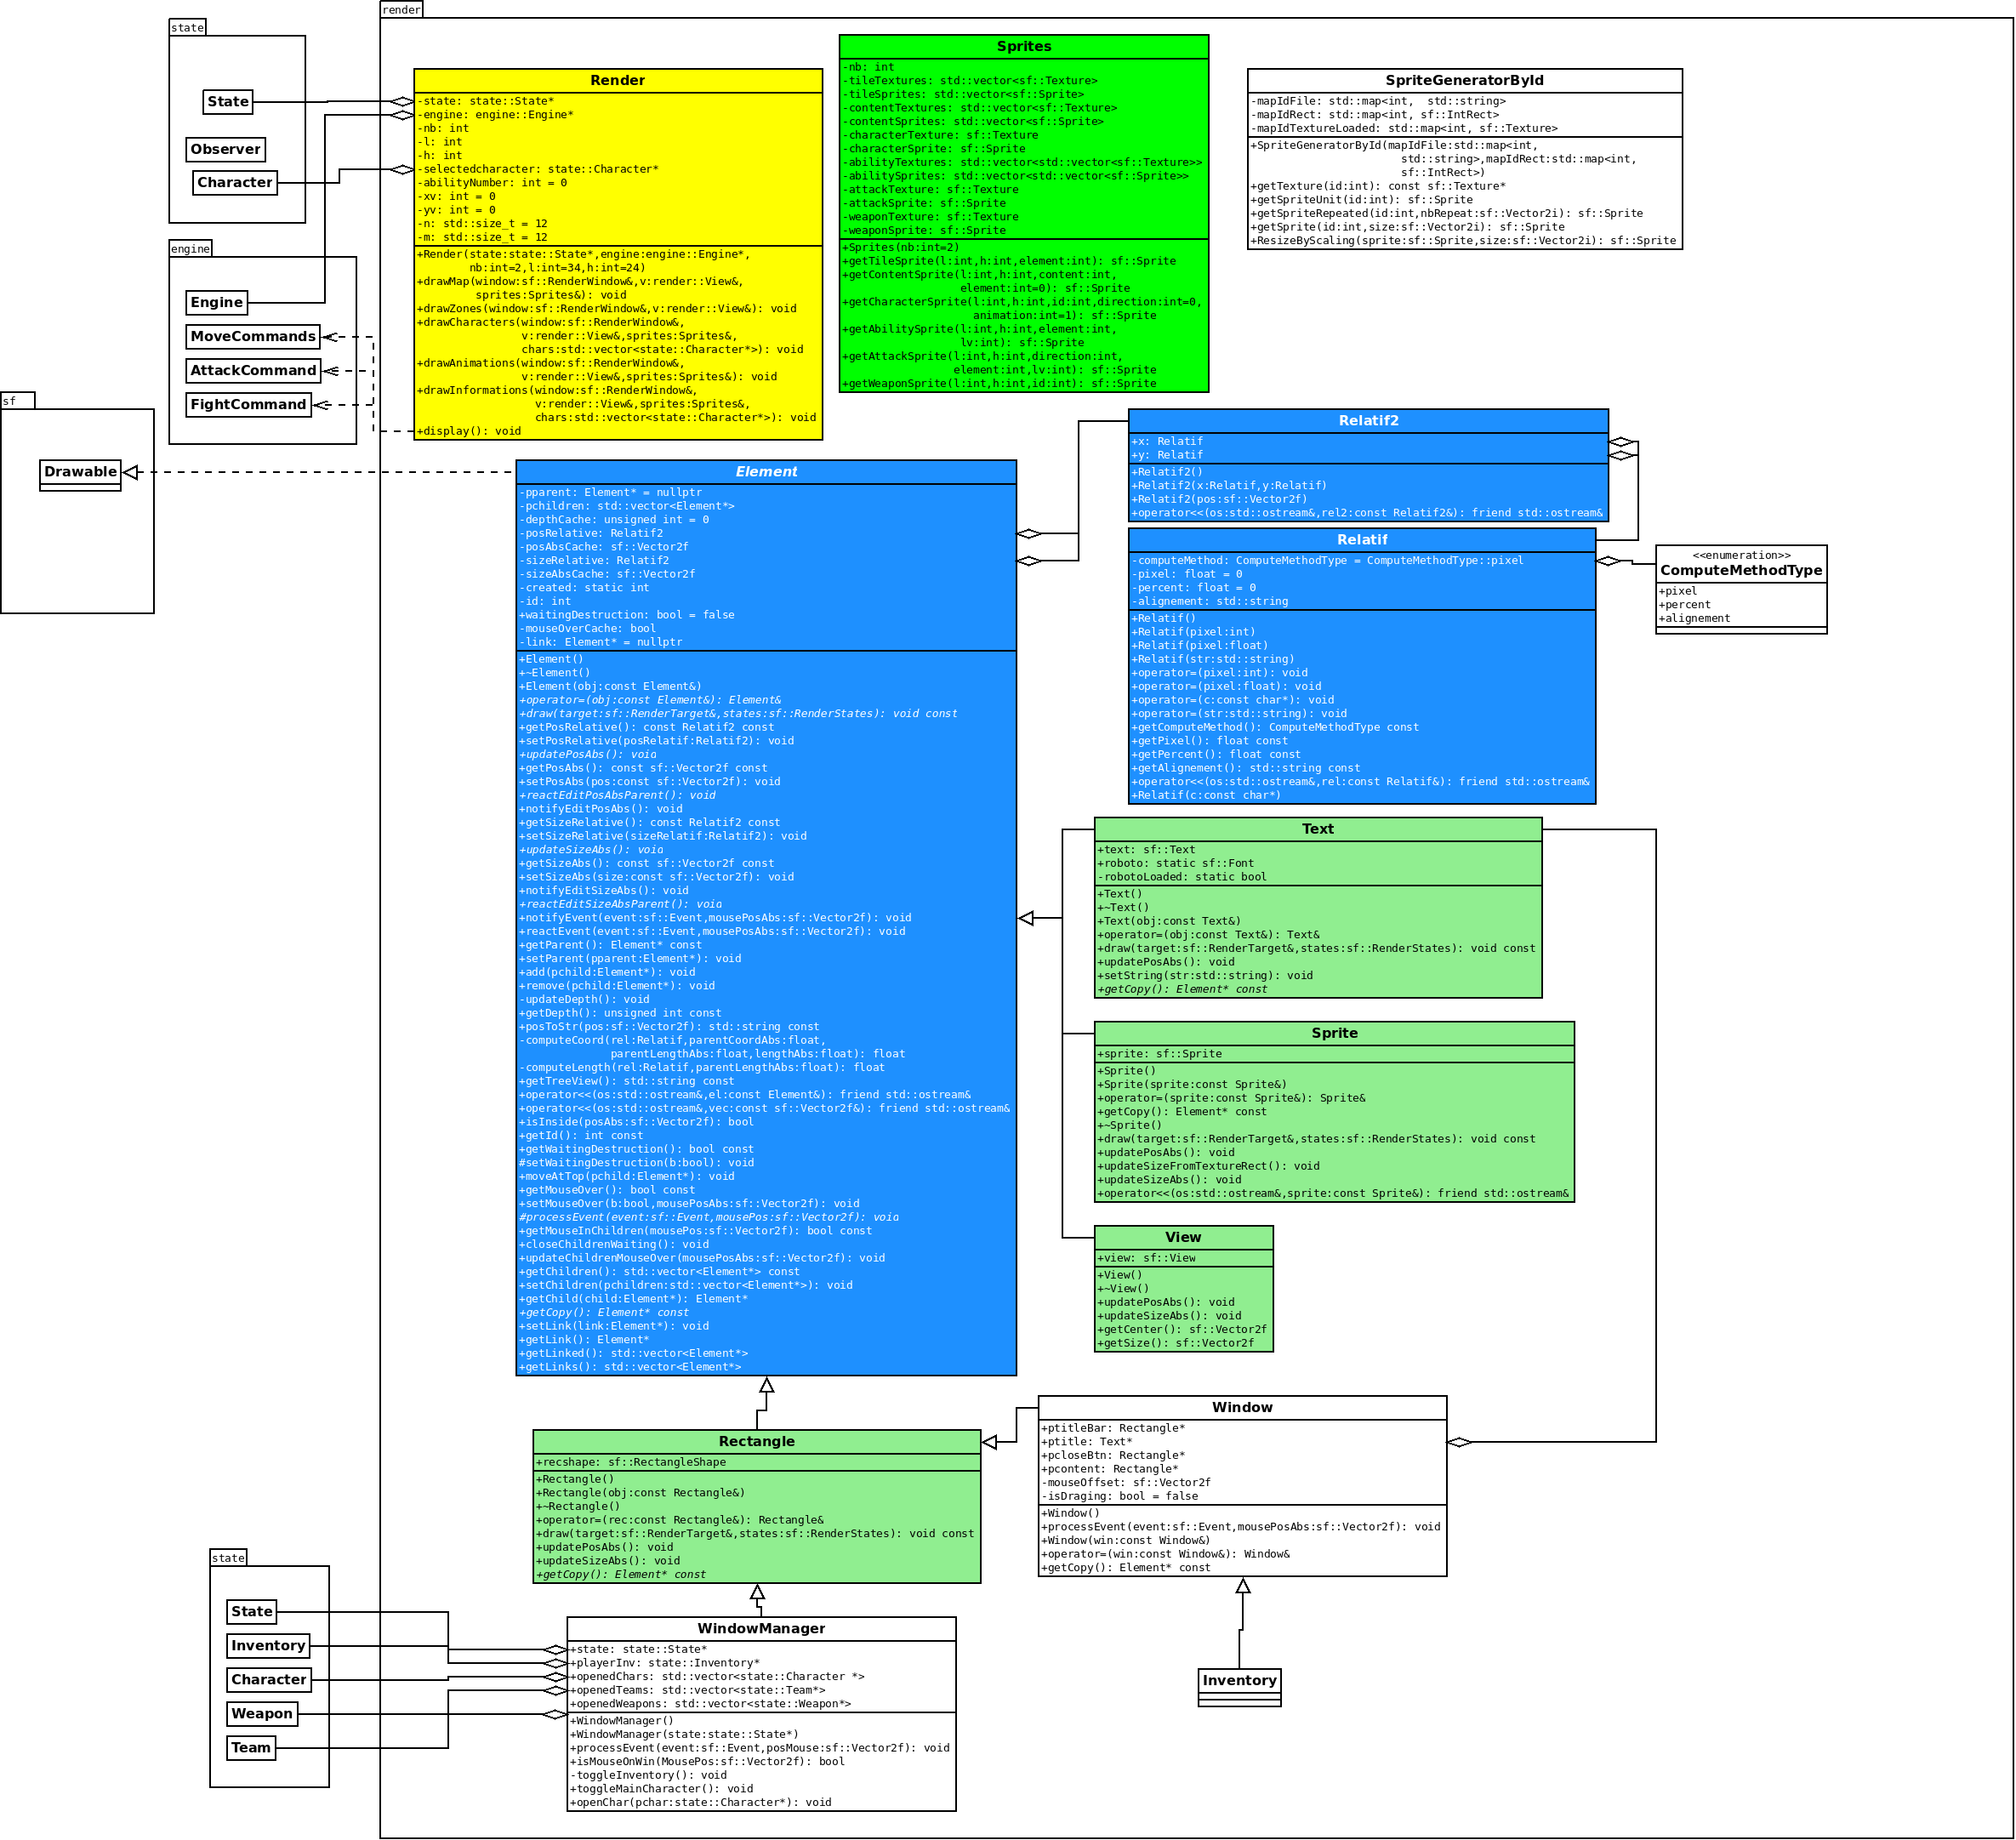 render
state
State
Observer
Character
engine
Engine
MoveCommands
AttackCommand
FightCommand
sf
Drawable
Render
-state: state::State*
-engine: engine::Engine*
-nb: int
-l: int
-h: int
-selectedcharacter: state::Character*
-abilityNumber: int = 0
-xv: int = 0
-yv: int = 0
-n: std::size_t = 12
-m: std::size_t = 12
+Render(state:state::State*,engine:engine::Engine*,
nb:int=2,l:int=34,h:int=24)
+drawMap(window:sf::RenderWindow&,v:render::View&,
sprites:Sprites&): void
+drawZones(window:sf::RenderWindow&,v:render::View&): void
+drawCharacters(window:sf::RenderWindow&,
v:render::View&,sprites:Sprites&,
chars:std::vector<state::Character*>): void
+drawAnimations(window:sf::RenderWindow&,
v:render::View&,sprites:Sprites&): void
+drawInformations(window:sf::RenderWindow&,
v:render::View&,sprites:Sprites&,
chars:std::vector<state::Character*>): void
+display(): void
Sprites
-nb: int
-tileTextures: std::vector<sf::Texture>
-tileSprites: std::vector<sf::Sprite>
-contentTextures: std::vector<sf::Texture>
-contentSprites: std::vector<sf::Sprite>
-characterTexture: sf::Texture
-characterSprite: sf::Sprite
-abilityTextures: std::vector<std::vector<sf::Texture>>
-abilitySprites: std::vector<std::vector<sf::Sprite>>
-attackTexture: sf::Texture
-attackSprite: sf::Sprite
-weaponTexture: sf::Texture
-weaponSprite: sf::Sprite
+Sprites(nb:int=2)
+getTileSprite(l:int,h:int,element:int): sf::Sprite
+getContentSprite(l:int,h:int,content:int,
element:int=0): sf::Sprite
+getCharacterSprite(l:int,h:int,id:int,direction:int=0,
animation:int=1): sf::Sprite
+getAbilitySprite(l:int,h:int,element:int,
lv:int): sf::Sprite
+getAttackSprite(l:int,h:int,direction:int,
element:int,lv:int): sf::Sprite
+getWeaponSprite(l:int,h:int,id:int): sf::Sprite
SpriteGeneratorById
-mapIdFile: std::map<int,  std::string>
-mapIdRect: std::map<int, sf::IntRect>
-mapIdTextureLoaded: std::map<int, sf::Texture>
+SpriteGeneratorById(mapIdFile:std::map<int,
std::string>,mapIdRect:std::map<int,
sf::IntRect>)
+getTexture(id:int): const sf::Texture*
+getSpriteUnit(id:int): sf::Sprite
+getSpriteRepeated(id:int,nbRepeat:sf::Vector2i): sf::Sprite
+getSprite(id:int,size:sf::Vector2i): sf::Sprite
+ResizeByScaling(sprite:sf::Sprite,size:sf::Vector2i): sf::Sprite
Element
-pparent: Element* = nullptr
-pchildren: std::vector<Element*>
-depthCache: unsigned int = 0
-posRelative: Relatif2
-posAbsCache: sf::Vector2f
-sizeRelative: Relatif2
-sizeAbsCache: sf::Vector2f
-created: static int
-id: int
+waitingDestruction: bool = false
-mouseOverCache: bool
-link: Element* = nullptr
+Element()
+~Element()
+Element(obj:const Element&)
+operator=(obj:const Element&): Element&
+draw(target:sf::RenderTarget&,states:sf::RenderStates): void const
+getPosRelative(): const Relatif2 const
+setPosRelative(posRelatif:Relatif2): void
+updatePosAbs(): void
+getPosAbs(): const sf::Vector2f const
+setPosAbs(pos:const sf::Vector2f): void
+reactEditPosAbsParent(): void
+notifyEditPosAbs(): void
+getSizeRelative(): const Relatif2 const
+setSizeRelative(sizeRelatif:Relatif2): void
+updateSizeAbs(): void
+getSizeAbs(): const sf::Vector2f const
+setSizeAbs(size:const sf::Vector2f): void
+notifyEditSizeAbs(): void
+reactEditSizeAbsParent(): void
+notifyEvent(event:sf::Event,mousePosAbs:sf::Vector2f): void
+reactEvent(event:sf::Event,mousePosAbs:sf::Vector2f): void
+getParent(): Element* const
+setParent(pparent:Element*): void
+add(pchild:Element*): void
+remove(pchild:Element*): void
-updateDepth(): void
+getDepth(): unsigned int const
+posToStr(pos:sf::Vector2f): std::string const
-computeCoord(rel:Relatif,parentCoordAbs:float,
parentLengthAbs:float,lengthAbs:float): float
-computeLength(rel:Relatif,parentLengthAbs:float): float
+getTreeView(): std::string const
+operator<<(os:std::ostream&,el:const Element&): friend std::ostream&
+operator<<(os:std::ostream&,vec:const sf::Vector2f&): friend std::ostream&
+isInside(posAbs:sf::Vector2f): bool
+getId(): int const
+getWaitingDestruction(): bool const
#setWaitingDestruction(b:bool): void
+moveAtTop(pchild:Element*): void
+getMouseOver(): bool const
+setMouseOver(b:bool,mousePosAbs:sf::Vector2f): void
#processEvent(event:sf::Event,mousePos:sf::Vector2f): void
+getMouseInChildren(mousePos:sf::Vector2f): bool const
+closeChildrenWaiting(): void
+updateChildrenMouseOver(mousePosAbs:sf::Vector2f): void
+getChildren(): std::vector<Element*> const
+setChildren(pchildren:std::vector<Element*>): void
+getChild(child:Element*): Element*
+getCopy(): Element* const
+setLink(link:Element*): void
+getLink(): Element*
+getLinked(): std::vector<Element*>
+getLinks(): std::vector<Element*>
Relatif2
+x: Relatif
+y: Relatif
+Relatif2()
+Relatif2(x:Relatif,y:Relatif)
+Relatif2(pos:sf::Vector2f)
+operator<<(os:std::ostream&,rel2:const Relatif2&): friend std::ostream&
Relatif
-computeMethod: ComputeMethodType = ComputeMethodType::pixel
-pixel: float = 0
-percent: float = 0
-alignement: std::string
+Relatif()
+Relatif(pixel:int)
+Relatif(pixel:float)
+Relatif(str:std::string)
+operator=(pixel:int): void
+operator=(pixel:float): void
+operator=(c:const char*): void
+operator=(str:std::string): void
+getComputeMethod(): ComputeMethodType const
+getPixel(): float const
+getPercent(): float const
+getAlignement(): std::string const
+operator<<(os:std::ostream&,rel:const Relatif&): friend std::ostream&
+Relatif(c:const char*)
<<enumeration>>
ComputeMethodType
+pixel
+percent
+alignement
Text
+text: sf::Text
+roboto: static sf::Font
-robotoLoaded: static bool
+Text()
+~Text()
+Text(obj:const Text&)
+operator=(obj:const Text&): Text&
+draw(target:sf::RenderTarget&,states:sf::RenderStates): void const
+updatePosAbs(): void
+setString(str:std::string): void
+getCopy(): Element* const
Sprite
+sprite: sf::Sprite
+Sprite()
+Sprite(sprite:const Sprite&)
+operator=(sprite:const Sprite&): Sprite&
+getCopy(): Element* const
+~Sprite()
+draw(target:sf::RenderTarget&,states:sf::RenderStates): void const
+updatePosAbs(): void
+updateSizeFromTextureRect(): void
+updateSizeAbs(): void
+operator<<(os:std::ostream&,sprite:const Sprite&): friend std::ostream&
View
+view: sf::View
+View()
+~View()
+updatePosAbs(): void
+updateSizeAbs(): void
+getCenter(): sf::Vector2f
+getSize(): sf::Vector2f
Rectangle
+recshape: sf::RectangleShape
+Rectangle()
+Rectangle(obj:const Rectangle&)
+~Rectangle()
+operator=(rec:const Rectangle&): Rectangle&
+draw(target:sf::RenderTarget&,states:sf::RenderStates): void const
+updatePosAbs(): void
+updateSizeAbs(): void
+getCopy(): Element* const
Window
+ptitleBar: Rectangle*
+ptitle: Text*
+pcloseBtn: Rectangle*
+pcontent: Rectangle*
-mouseOffset: sf::Vector2f
-isDraging: bool = false
+Window()
+processEvent(event:sf::Event,mousePosAbs:sf::Vector2f): void
+Window(win:const Window&)
+operator=(win:const Window&): Window&
+getCopy(): Element* const
Inventory
state
State
Inventory
Character
Weapon
Team
WindowManager
+state: state::State*
+playerInv: state::Inventory*
+openedChars: std::vector<state::Character *>
+openedTeams: std::vector<state::Team*>
+openedWeapons: std::vector<state::Weapon*>
+WindowManager()
+WindowManager(state:state::State*)
+processEvent(event:sf::Event,posMouse:sf::Vector2f): void
+isMouseOnWin(MousePos:sf::Vector2f): bool
-toggleInventory(): void
+toggleMainCharacter(): void
+openChar(pchar:state::Character*): void